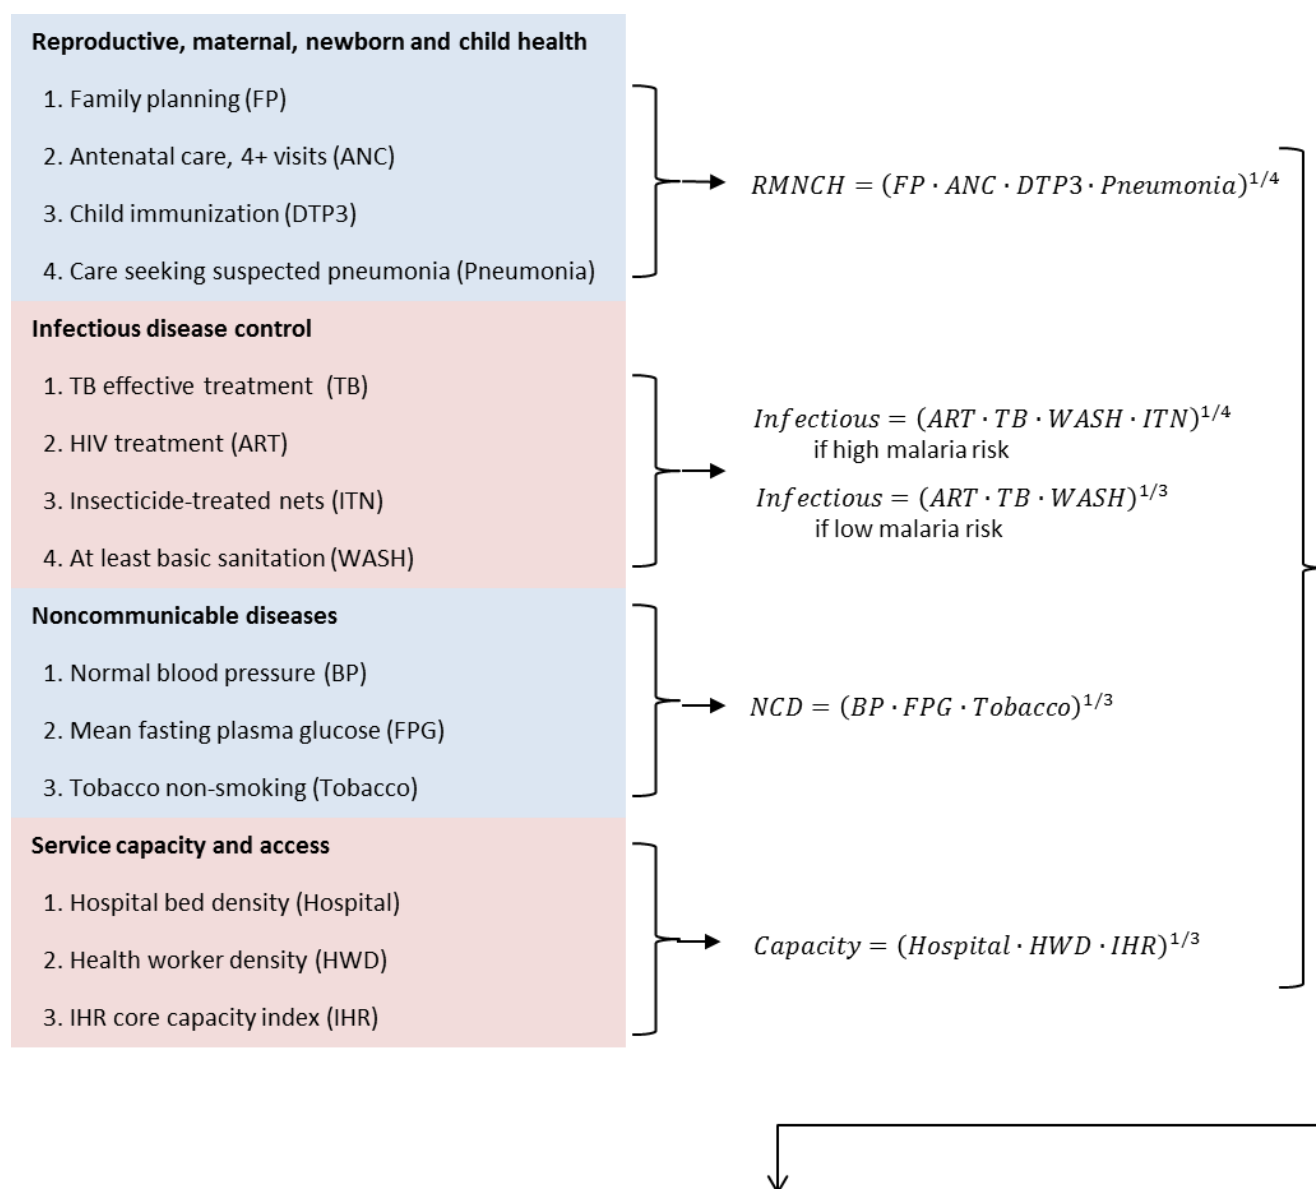 Reproductive, maternal, newborn and child health
1. Family planning (FP)
2. Antenatal care, 4+ visits (ANC)
3. Child immunization (DTP3)
4. Care seeking suspected pneumonia (Pneumonia)
RMNCH = (FP · ANC · DTP3 · Pneumonia)^{1/4}
Infectious disease control
1. TB effective treatment (TB)
2. HIV treatment (ART)
3. Insecticide-treated nets (ITN)
4. At least basic sanitation (WASH)
Infectious = (ART · TB · WASH · ITN)^{1/4}
if high malaria risk
Infectious = (ART · TB · WASH)^{1/3}
if low malaria risk
Noncommunicable diseases
1. Normal blood pressure (BP)
2. Mean fasting plasma glucose (FPG)
3. Tobacco non-smoking (Tobacco)
NCD = (BP · FPG · Tobacco)^{1/3}
Service capacity and access
1. Hospital bed density (Hospital)
2. Health worker density (HWD)
3. IHR core capacity index (IHR)
Capacity = (Hospital · HWD · IHR)^{1/3}